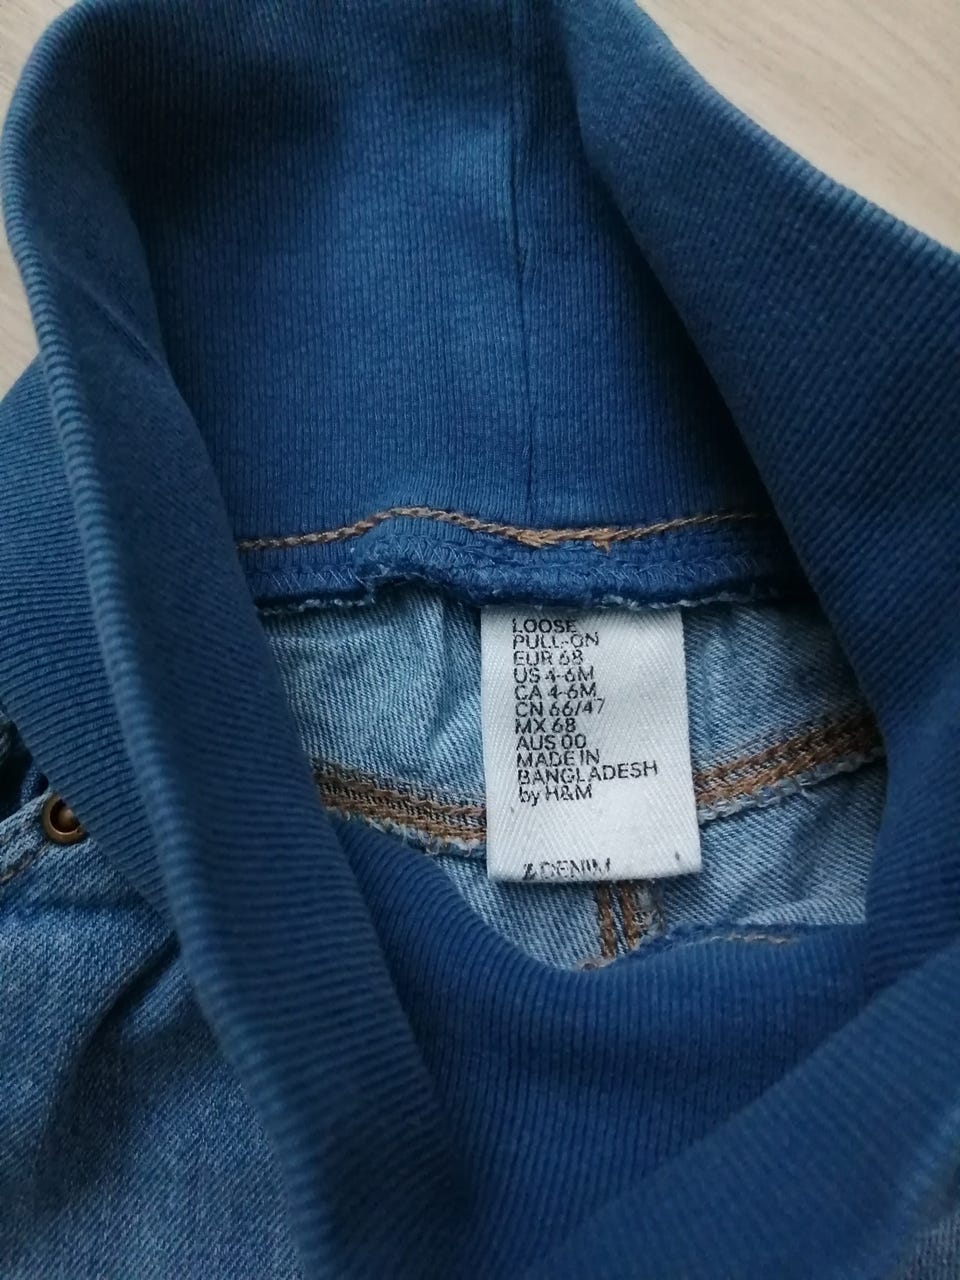 LOOSE
PULL-ON
EUR 68
US 4-6M
CA 4-6M
CN 66/47
MX 68
AUS 00
MADE IN
BANGLADESH
by H&M
& DENIM